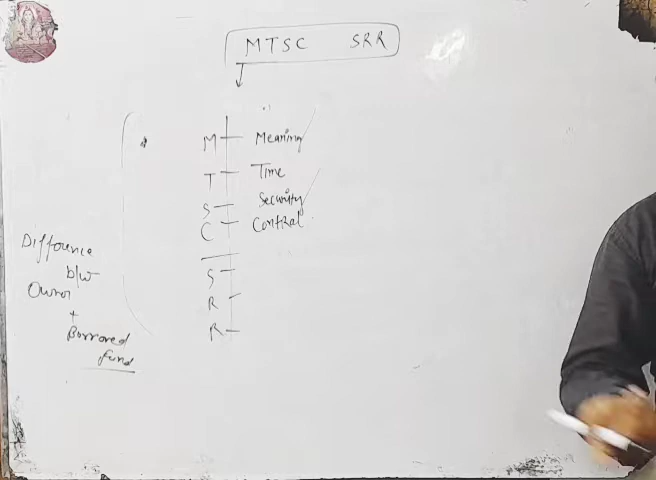 MTSC SRR
M Meaning
T Time
S Security
C Control
S
R
R
Difference
b/w
Owner
+
Borrowed
fund